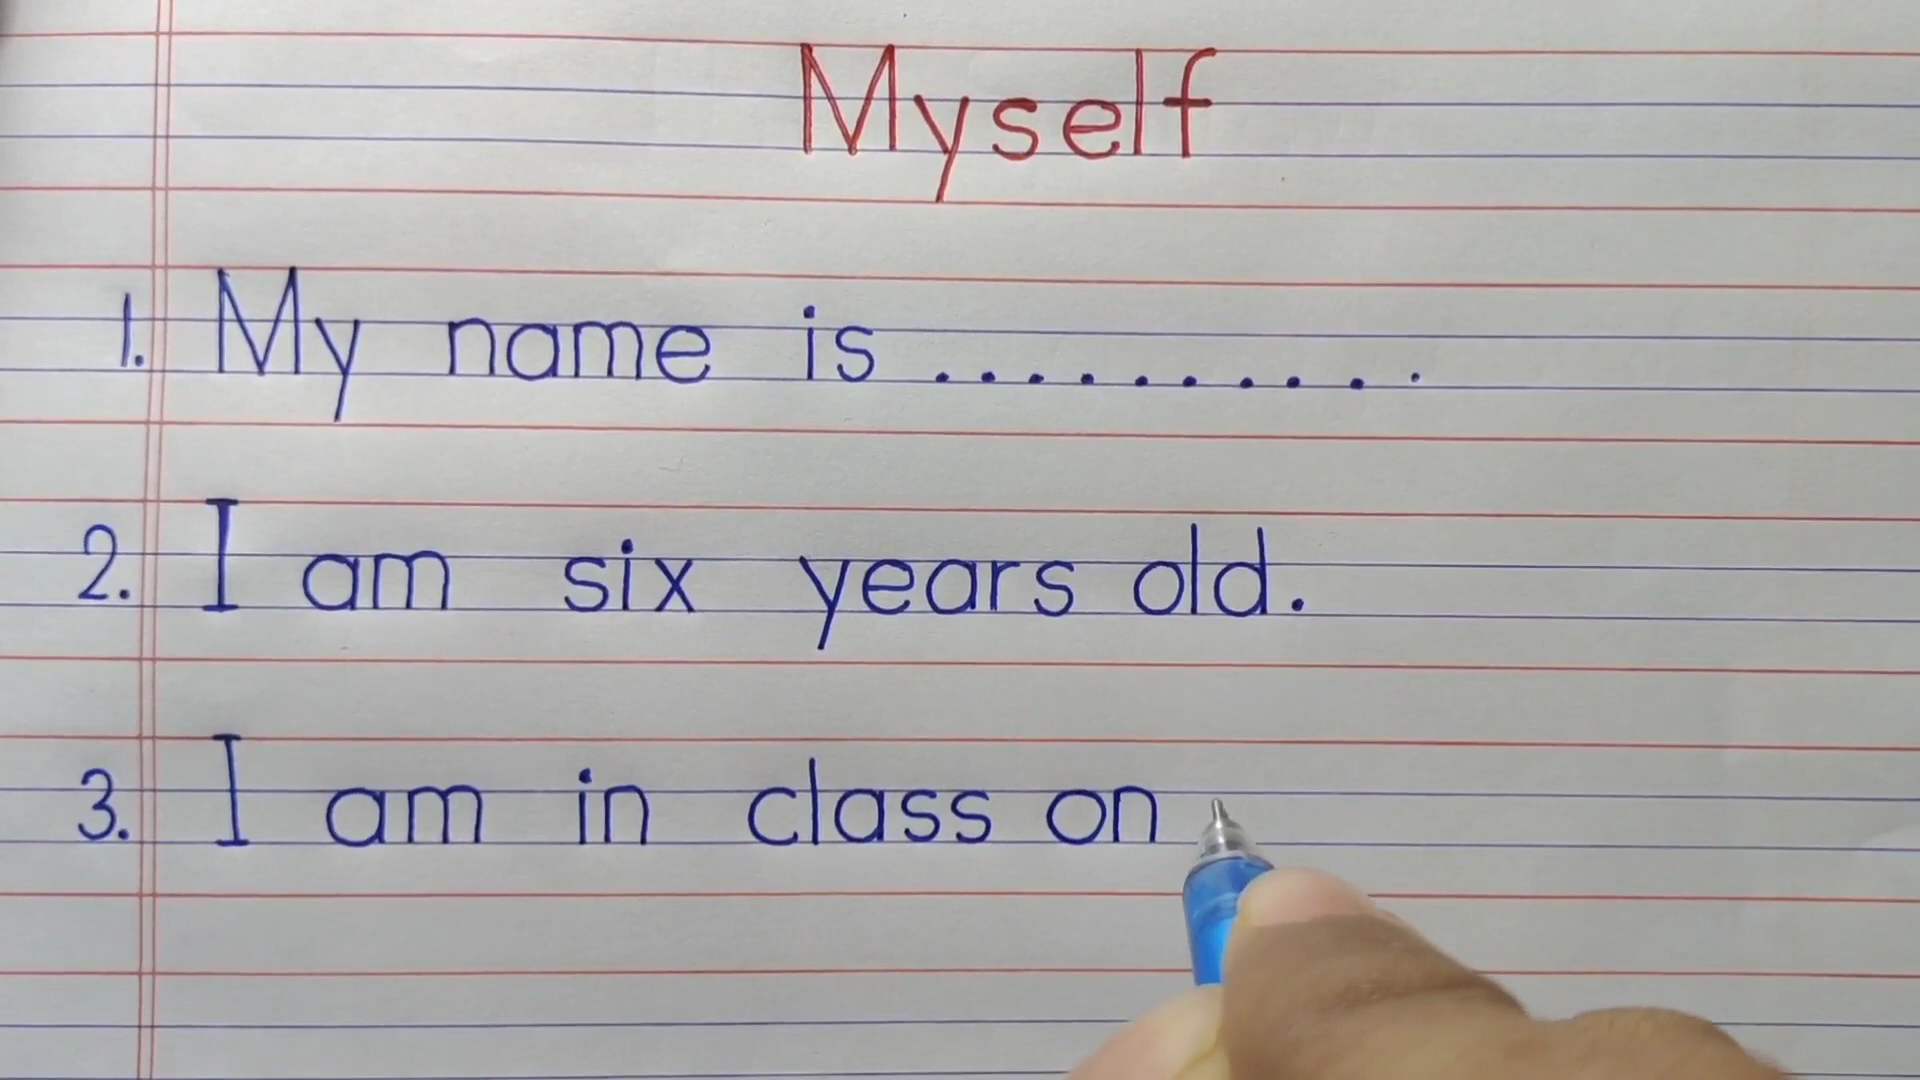 Myself
1. My name is ..........
2. I am six years old.
3. I am in class on